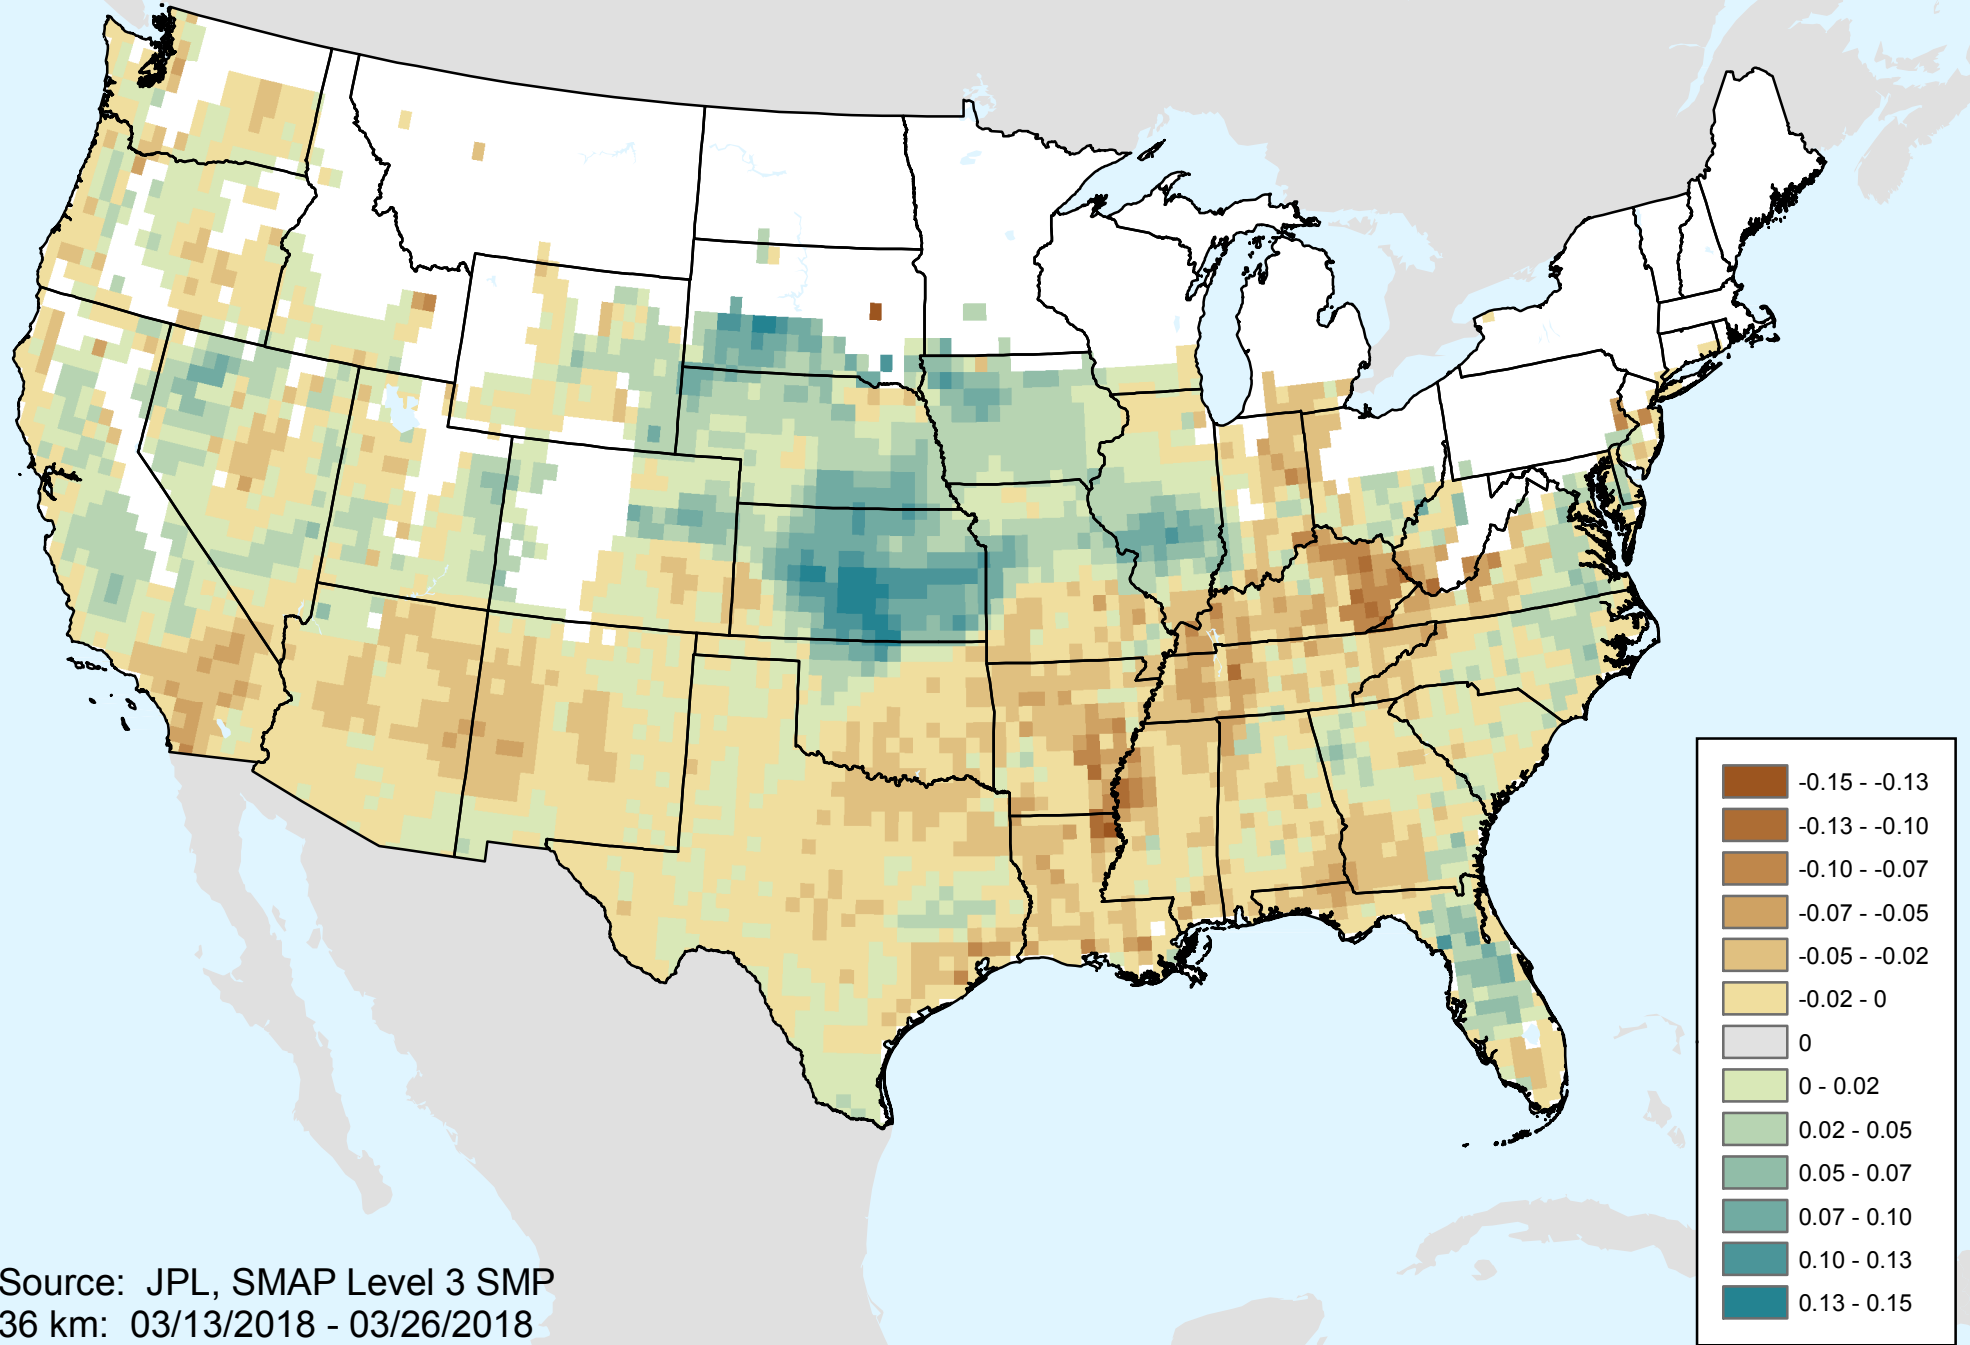 -0.15 - -0.13
-0.13 - -0.10
-0.10 - -0.07
-0.07 - -0.05
-0.05 - -0.02
-0.02 - 0
0
0 - 0.02
0.02 - 0.05
0.05 - 0.07
0.07 - 0.10
0.10 - 0.13
0.13 - 0.15
Source:  JPL, SMAP Level 3 SMP
36 km:  03/13/2018 - 03/26/2018